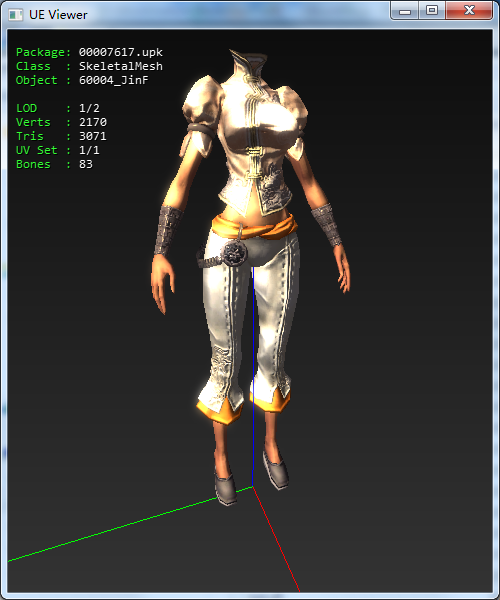 UE Viewer
Package: 00007617.upk
Class : SkeletalMesh
Object : 60004_JinF
LOD : 1/2
Verts : 2170
Tris : 3071
UV Set : 1/1
Bones : 83